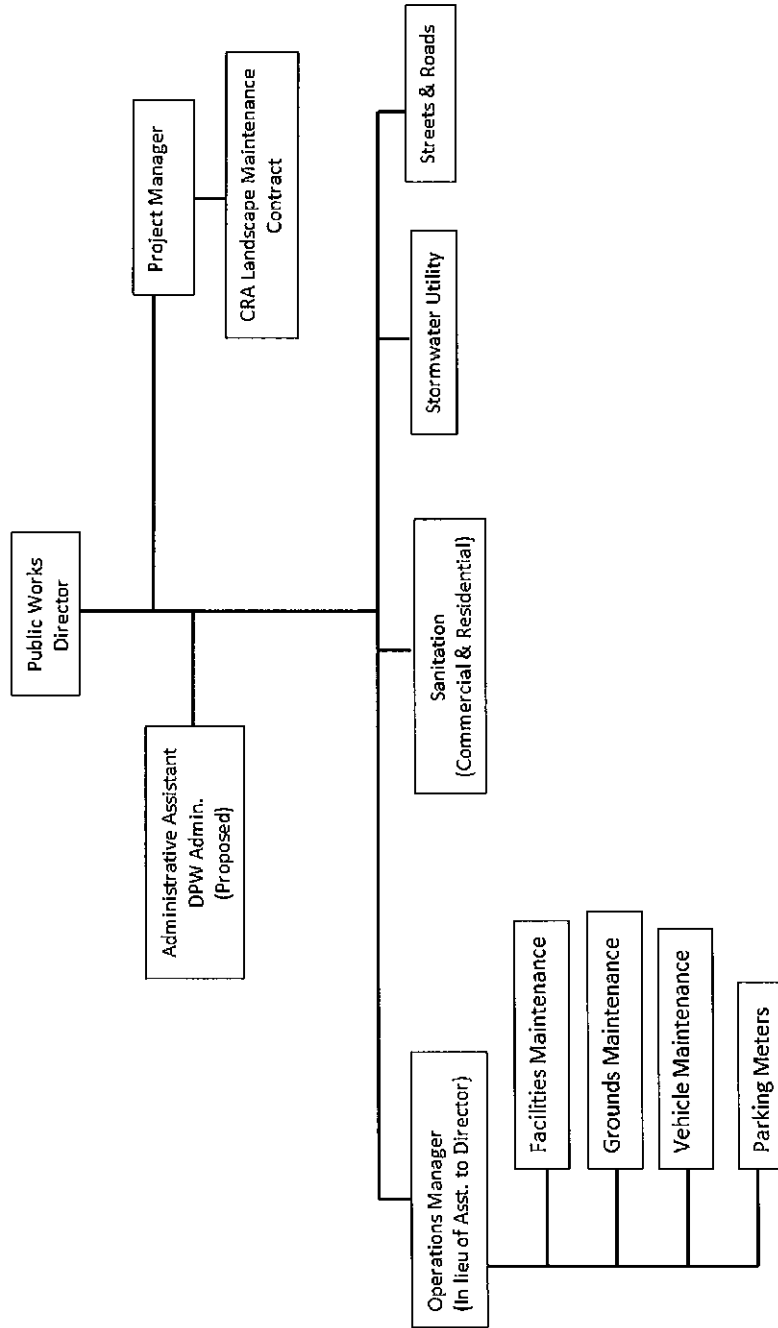 Public Works
Director
Project Manager
CRA Landscape Maintenance
Contract
Administrative Assistant
DPW Admin.
(Proposed)
Operations Manager
(In lieu of Asst. to Director)
Sanitation
(Commercial & Residential)
Stormwater Utility
Streets & Roads
Facilities Maintenance
Grounds Maintenance
Vehicle Maintenance
Parking Meters